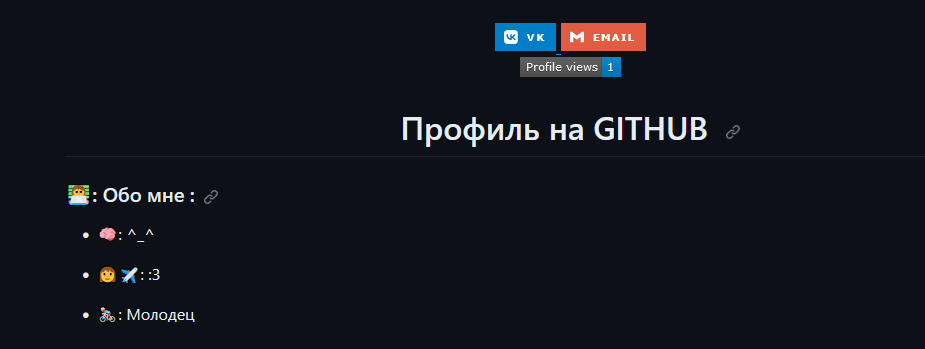 VK EMAIL
Profile views 1
Профиль на GITHUB
: Обо мне :
: ^_^
: :3
: Молодец